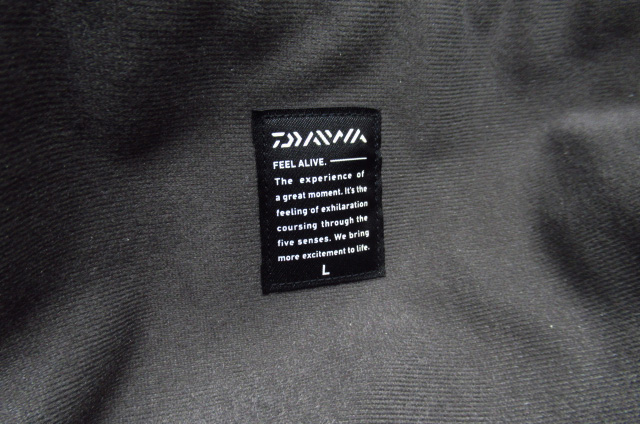 DAIWA
FEEL ALIVE.
The experience of
a great moment. It's the
feeling of exhilaration
coursing through the
five senses. We bring
more excitement to life.
L